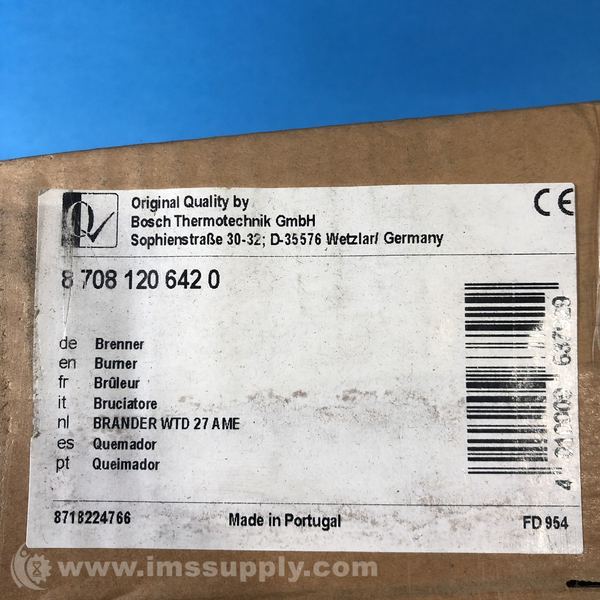 Original Quality by
Bosch Thermotechnik GmbH
Sophienstraße 30-32; D-35576 Wetzlar/ Germany
CE
8 708 120 642 0
de Brenner
en Burner
fr Brûleur
it Bruciatore
nl BRANDER WTD 27 AME
es Quemador
pt Queimador
8718224766
Made in Portugal
FD 954
www.imssupply.com